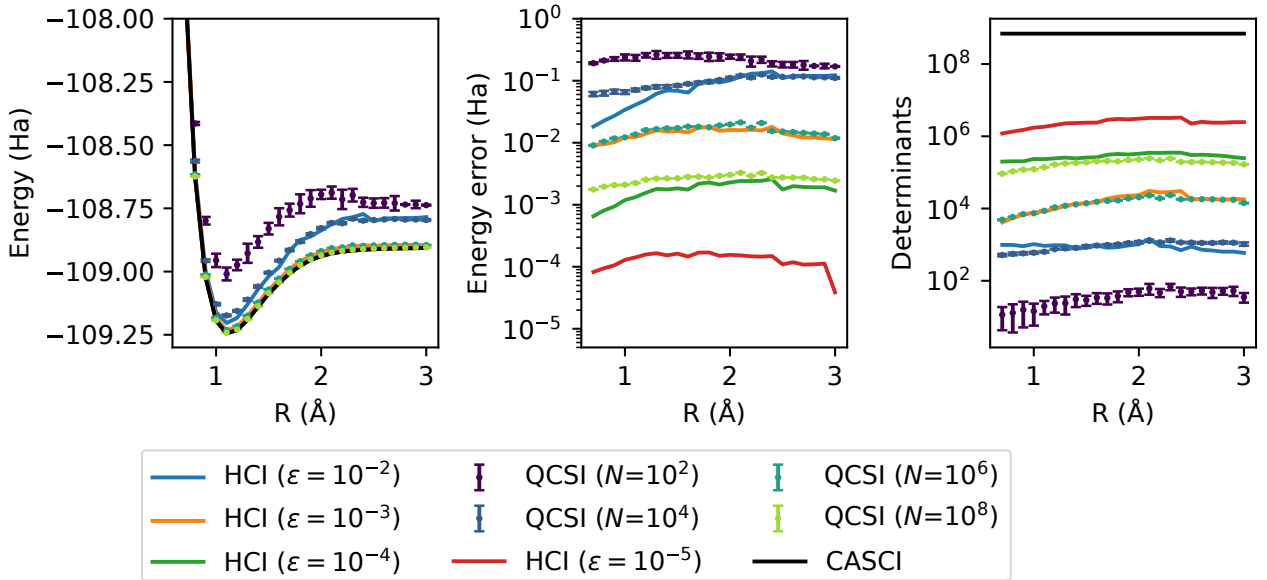 −108.00
−108.25
−108.50
−108.75
−109.00
−109.25
Energy (Ha)
1 2 3
R (Å)
10⁰
10⁻¹
10⁻²
10⁻³
10⁻⁴
10⁻⁵
Energy error (Ha)
1 2 3
R (Å)
10⁸
10⁶
10⁴
10²
Determinants
1 2 3
R (Å)
HCI (ε = 10⁻²) QCSI (N=10²) QCSI (N=10⁶)
HCI (ε = 10⁻³) QCSI (N=10⁴) QCSI (N=10⁸)
HCI (ε = 10⁻⁴) HCI (ε = 10⁻⁵) CASCI